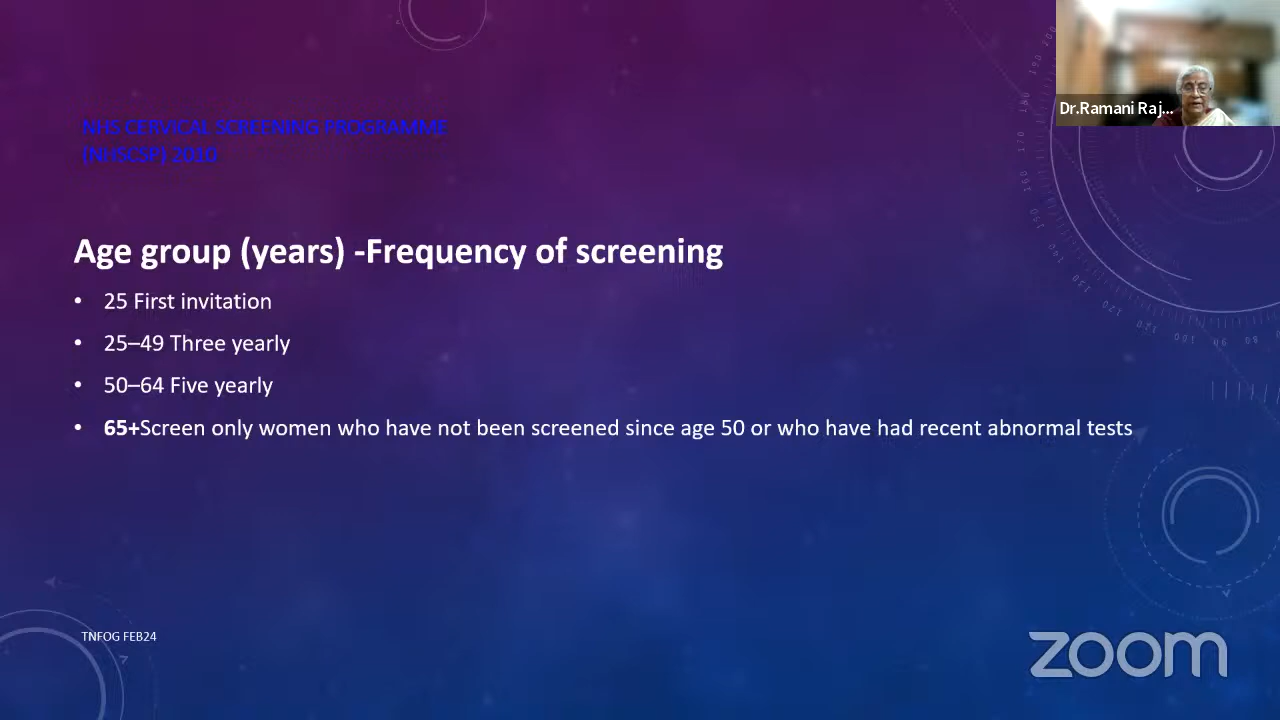 NHS CERVICAL SCREENING PROGRAMME
(NHSCSP) 2010
Dr.Ramani Raj...
Age group (years) -Frequency of screening
• 25 First invitation
• 25–49 Three yearly
• 50–64 Five yearly
• 65+Screen only women who have not been screened since age 50 or who have had recent abnormal tests
TNFOG FEB24
zoom